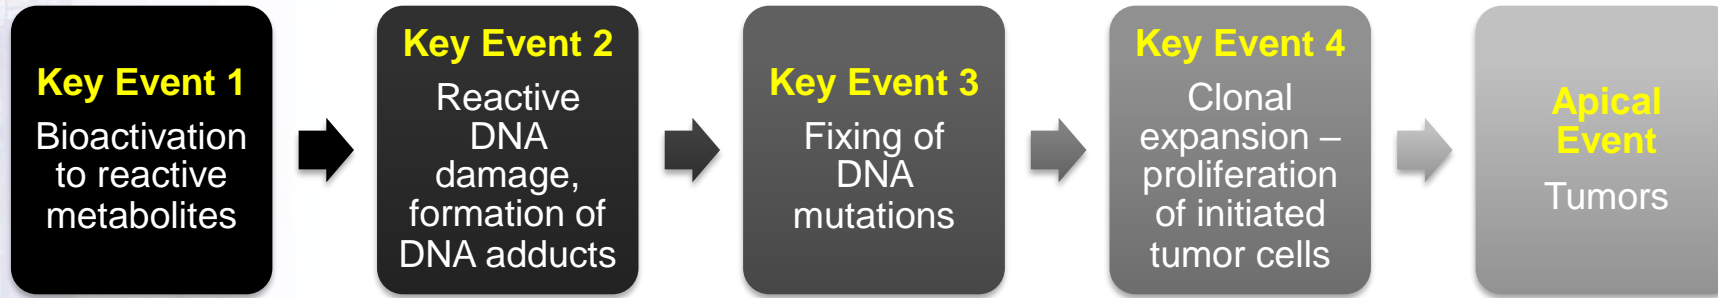 Key Event 1
Bioactivation
to reactive
metabolites
Key Event 2
Reactive
DNA
damage,
formation of
DNA adducts
Key Event 3
Fixing of
DNA
mutations
Key Event 4
Clonal
expansion –
proliferation
of initiated
tumor cells
Apical
Event
Tumors